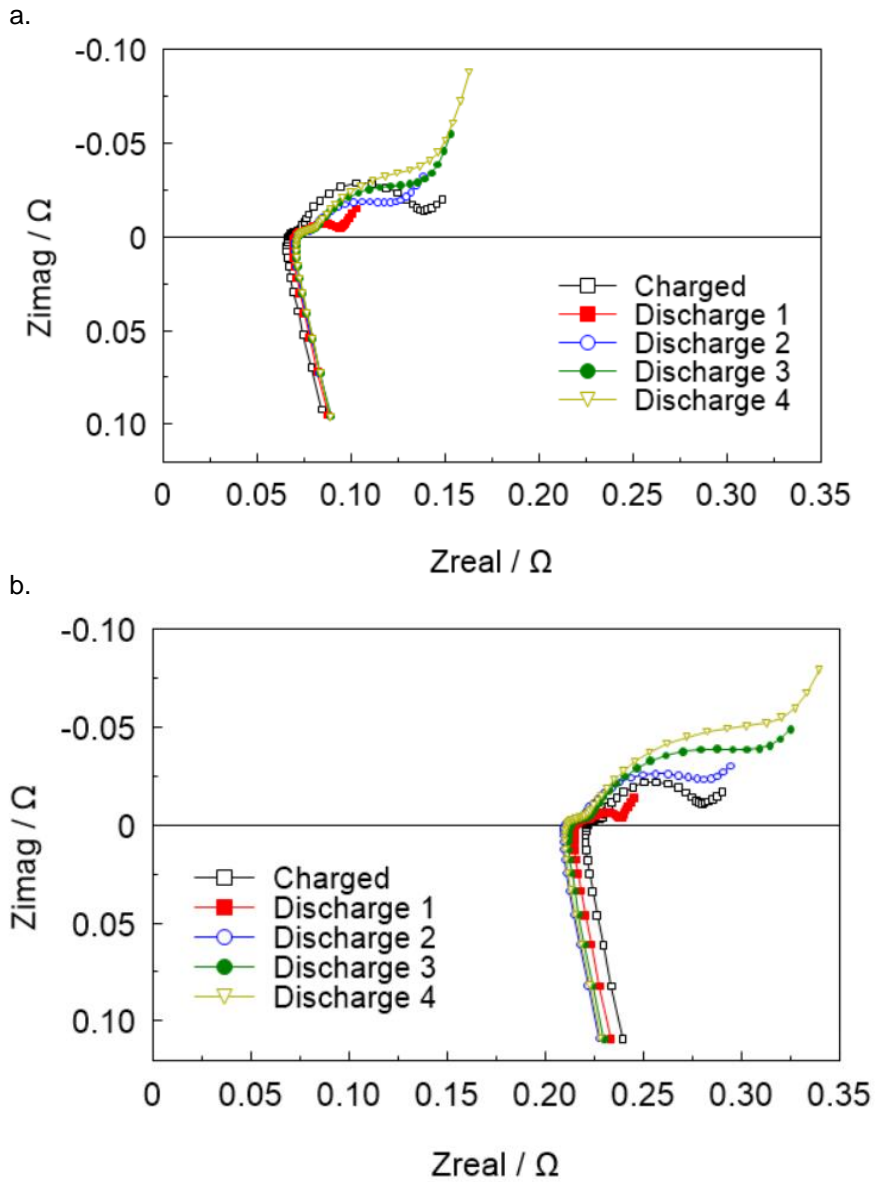 a.
-0.10
-0.05
0
0.05
0.10
Zimag / Ω
Charged
Discharge 1
Discharge 2
Discharge 3
Discharge 4
0 0.05 0.10 0.15 0.20 0.25 0.30 0.35
Zreal / Ω
b.
-0.10
-0.05
0
0.05
0.10
Zimag / Ω
Charged
Discharge 1
Discharge 2
Discharge 3
Discharge 4
0 0.05 0.10 0.15 0.20 0.25 0.30 0.35
Zreal / Ω